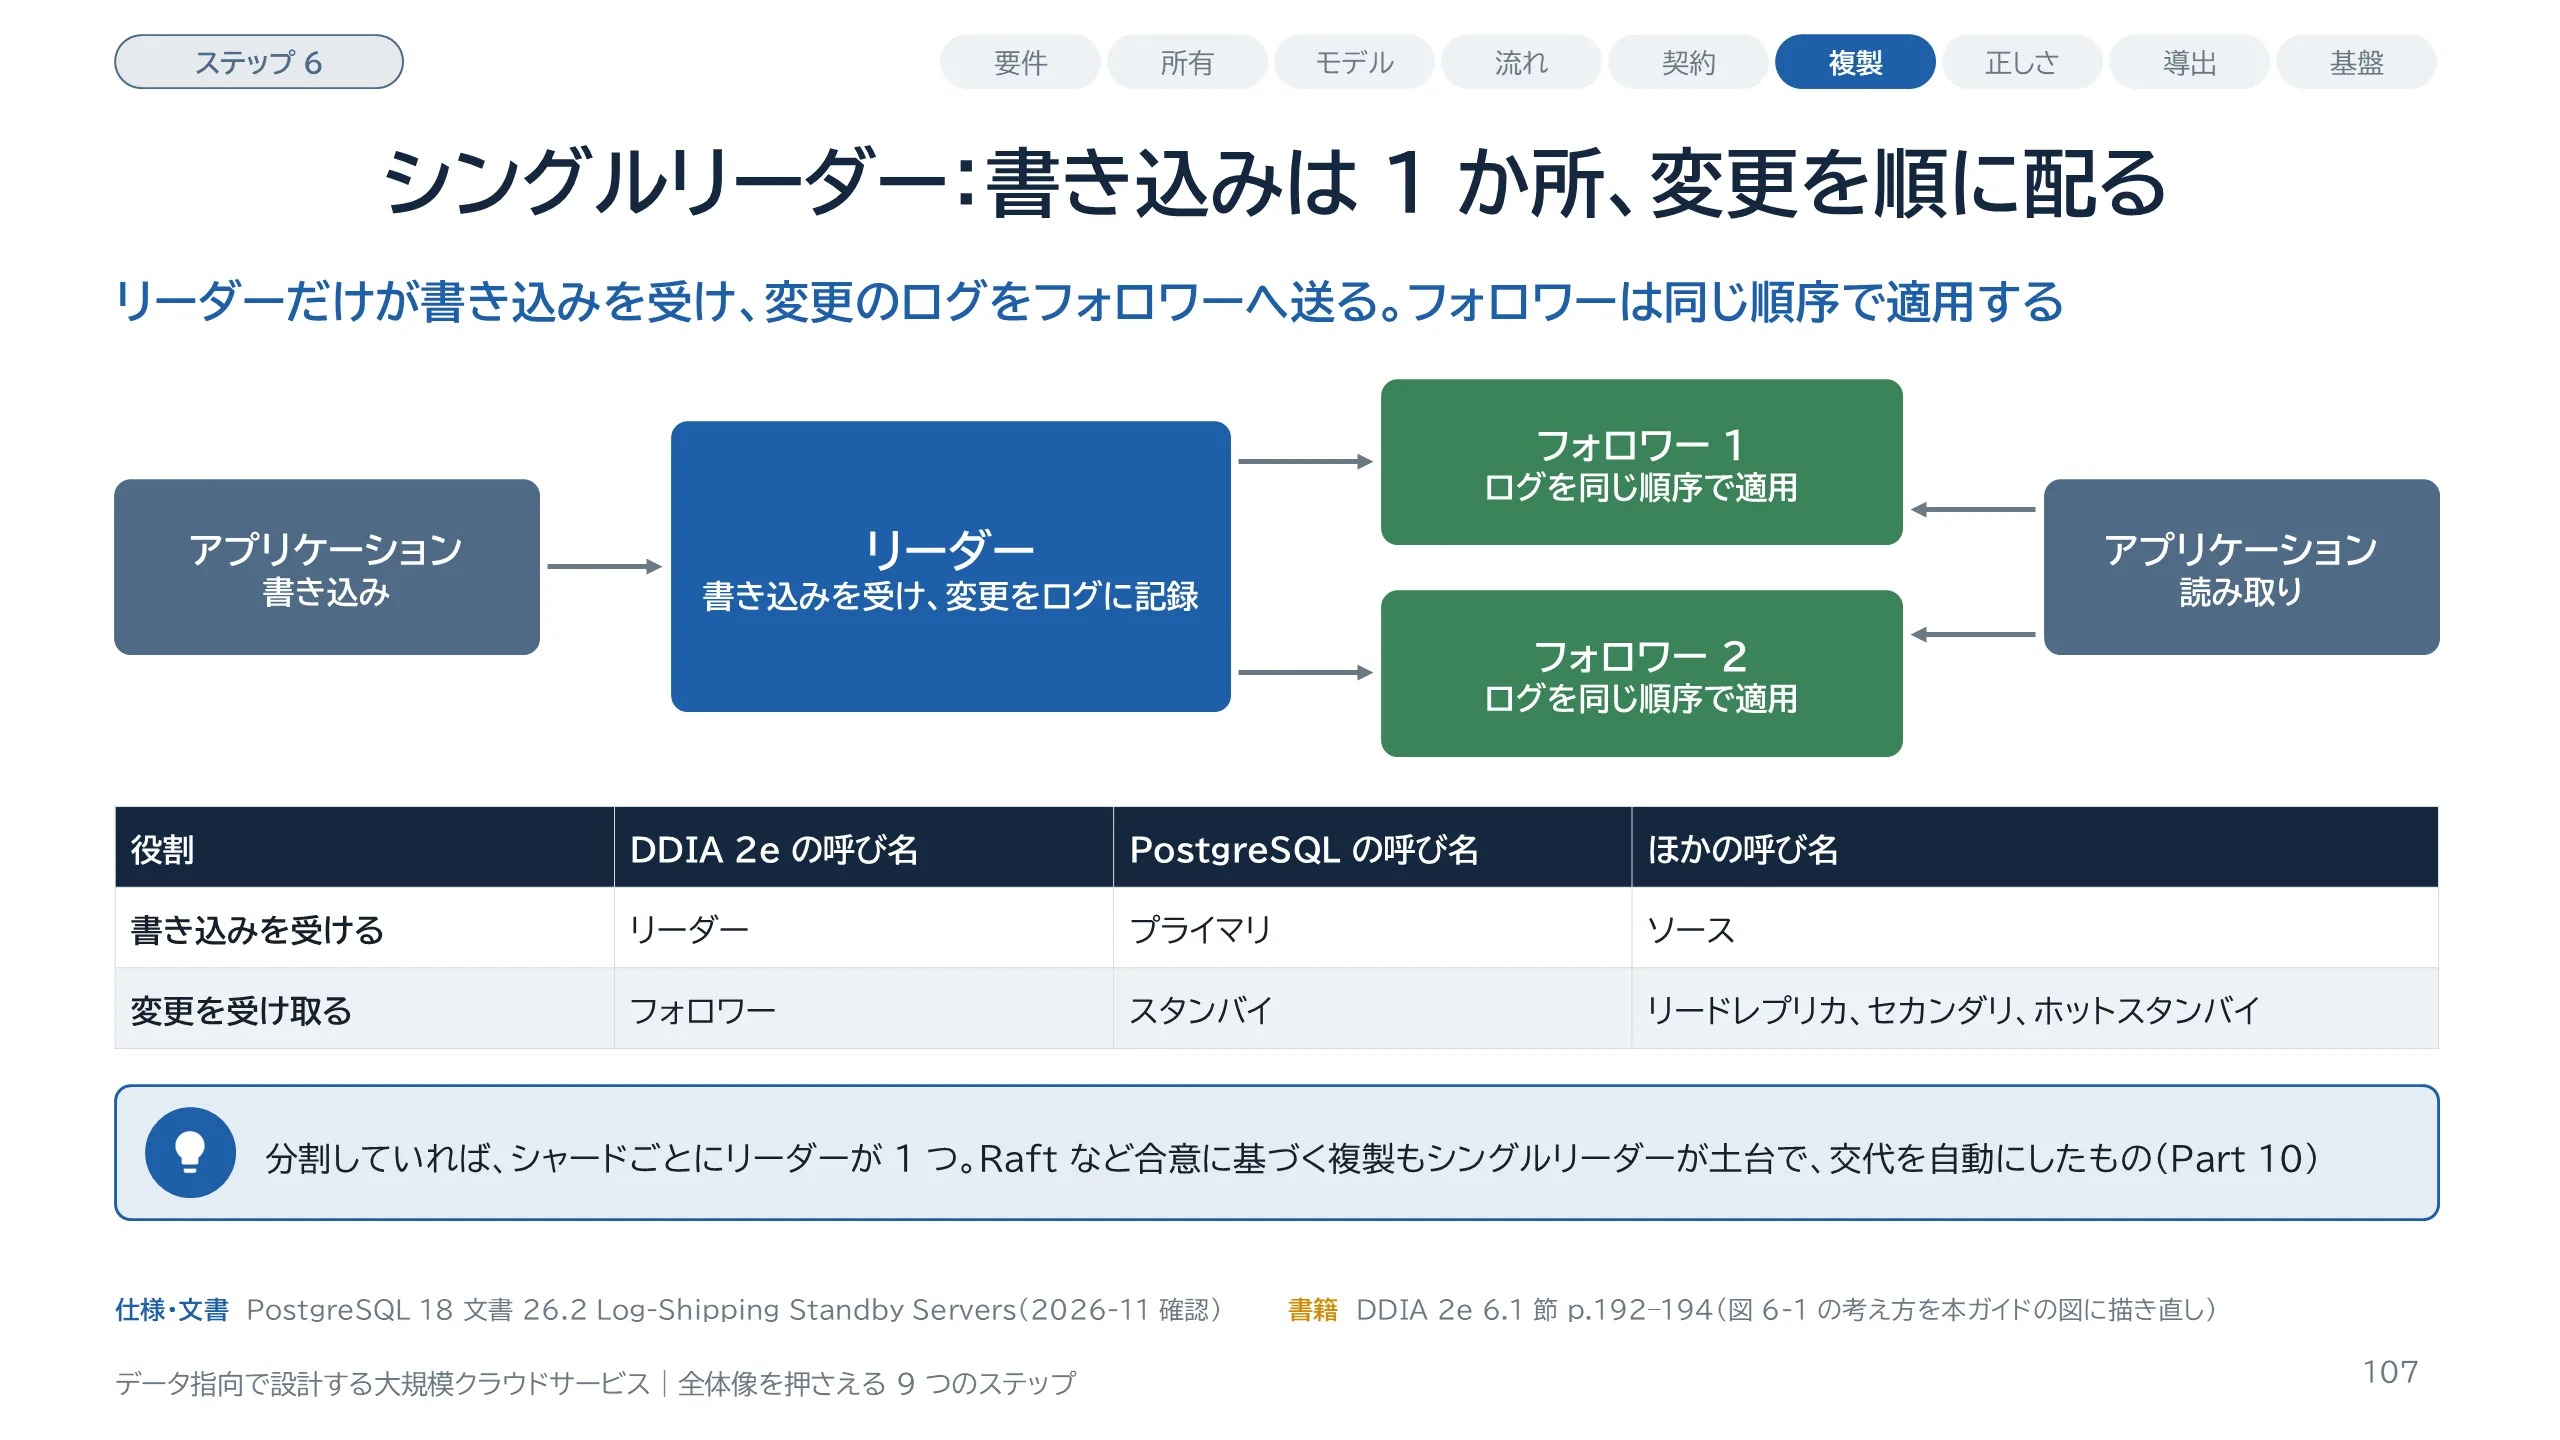 ステップ 6
要件
所有
モデル
流れ
契約
複製
正しさ
導出
基盤
シングルリーダー：書き込みは 1 か所、変更を順に配る
リーダーだけが書き込みを受け、変更のログをフォロワーへ送る。フォロワーは同じ順序で適用する
アプリケーション
書き込み
リーダー
書き込みを受け、変更をログに記録
フォロワー 1
ログを同じ順序で適用
フォロワー 2
ログを同じ順序で適用
アプリケーション
読み取り
役割
DDIA 2e の呼び名
PostgreSQL の呼び名
ほかの呼び名
書き込みを受ける
リーダー
プライマリ
ソース
変更を受け取る
フォロワー
スタンバイ
リードレプリカ、セカンダリ、ホットスタンバイ
分割していれば、シャードごとにリーダーが 1 つ。Raft など合意に基づく複製もシングルリーダーが土台で、交代を自動にしたもの（Part 10）
仕様・文書 PostgreSQL 18 文書 26.2 Log-Shipping Standby Servers（2026-11 確認）
書籍 DDIA 2e 6.1 節 p.192–194（図 6-1 の考え方を本ガイドの図に描き直し）
データ指向で設計する大規模クラウドサービス｜全体像を押さえる 9 つのステップ
107